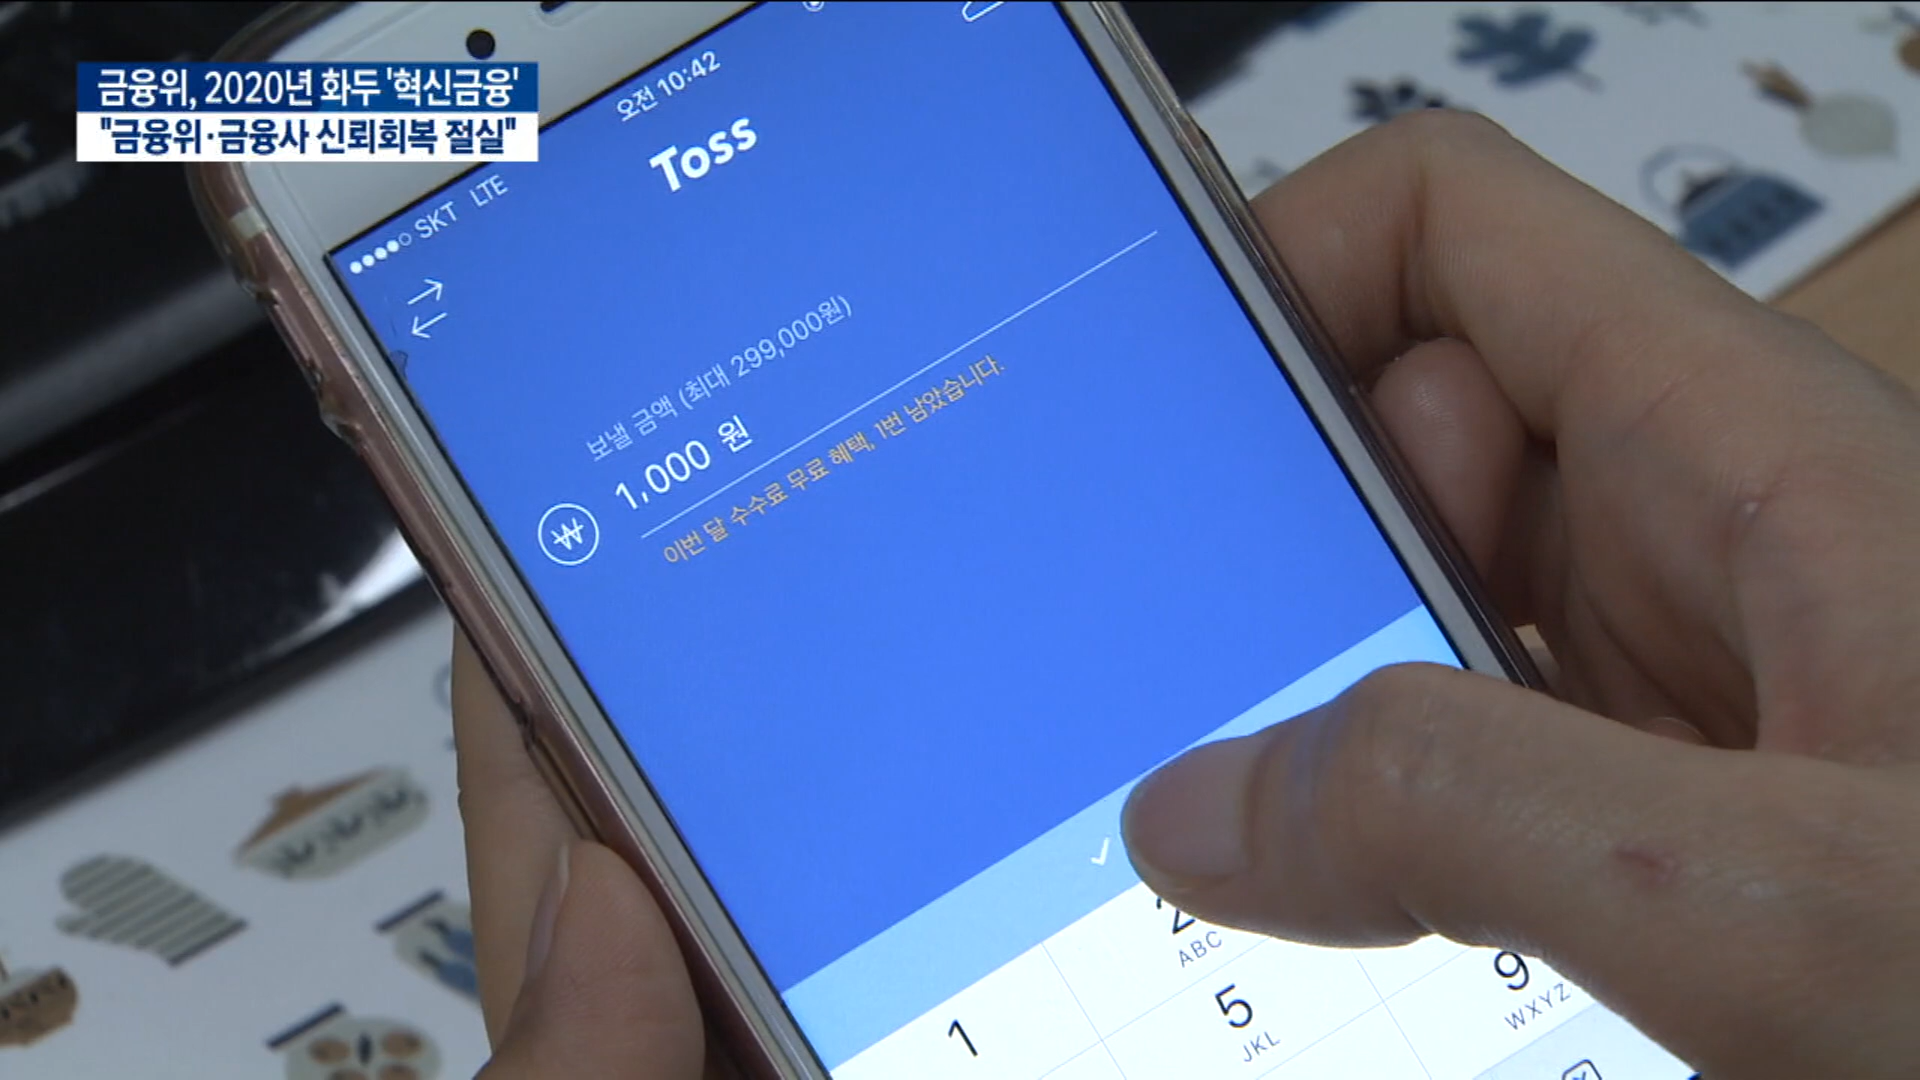 금융위, 2020년 화두 '혁신금융'
"금융위·금융사 신뢰회복 절실"
SKT LTE
오전 10:42
Toss
보낼 금액 (최대 299,000원)
₩ 1,000 원
이번 달 수수료 무료 혜택, 1번 남았습니다.
1
2
ABC
5
JKL
9
WXYZ